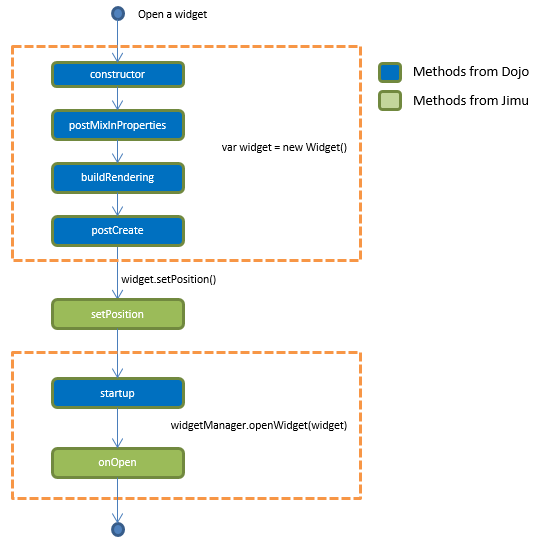 Open a widget
constructor
Methods from Dojo
Methods from Jimu
postMixInProperties
var widget = new Widget()
buildRendering
postCreate
widget.setPosition()
setPosition
startup
widgetManager.openWidget(widget)
onOpen